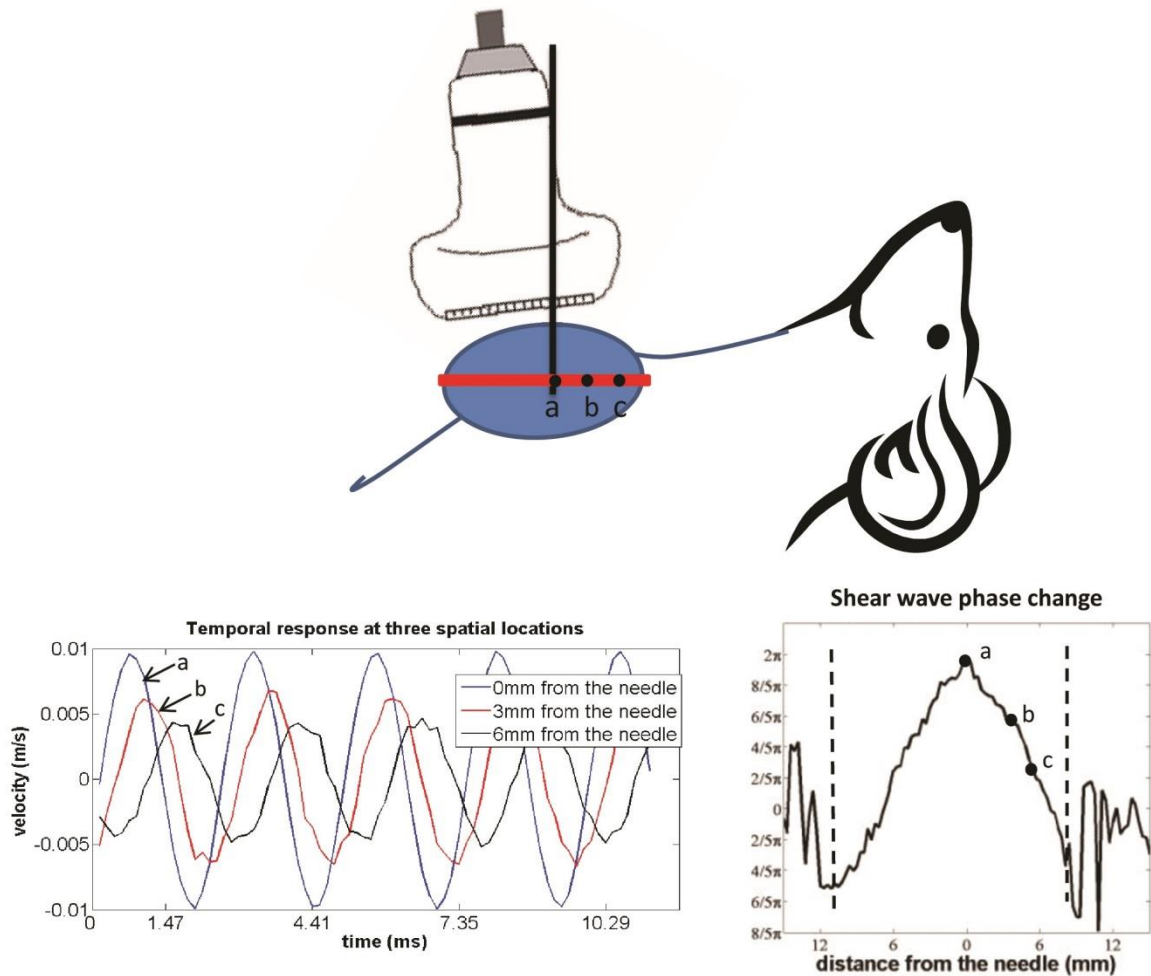 a b c
Temporal response at three spatial locations
0.01
0.005
0
-0.005
-0.01
velocity (m/s)
a
b
c
0mm from the needle
3mm from the needle
6mm from the needle
0 1.47 4.41 7.35 10.29
time (ms)
Shear wave phase change
2π
8/5π
6/5π
4/5π
2/5π
0
2/5π
4/5π
6/5π
8/5π
a
b
c
12 6 0 6 12
distance from the needle (mm)